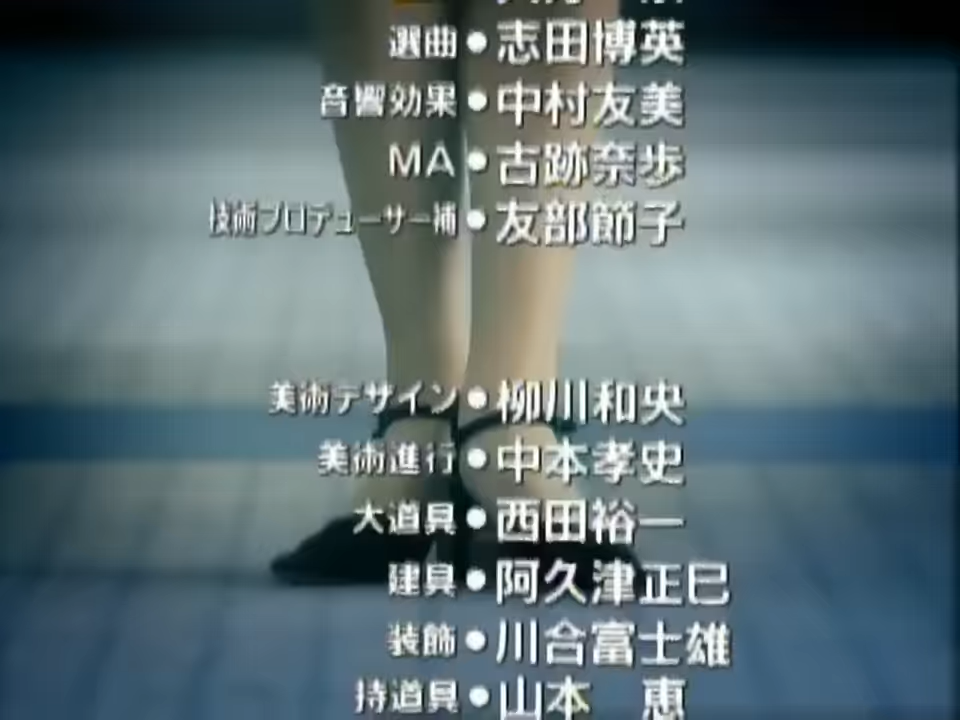 選曲●志田博英
音響効果●中村友美
MA●古跡奈歩
技術プロデューサー補●友部節子
美術デザイン●柳川和央
美術進行●中本孝史
大道具●西田裕一
建具●阿久津正巳
装飾●川合富士雄
持道具●山本　恵